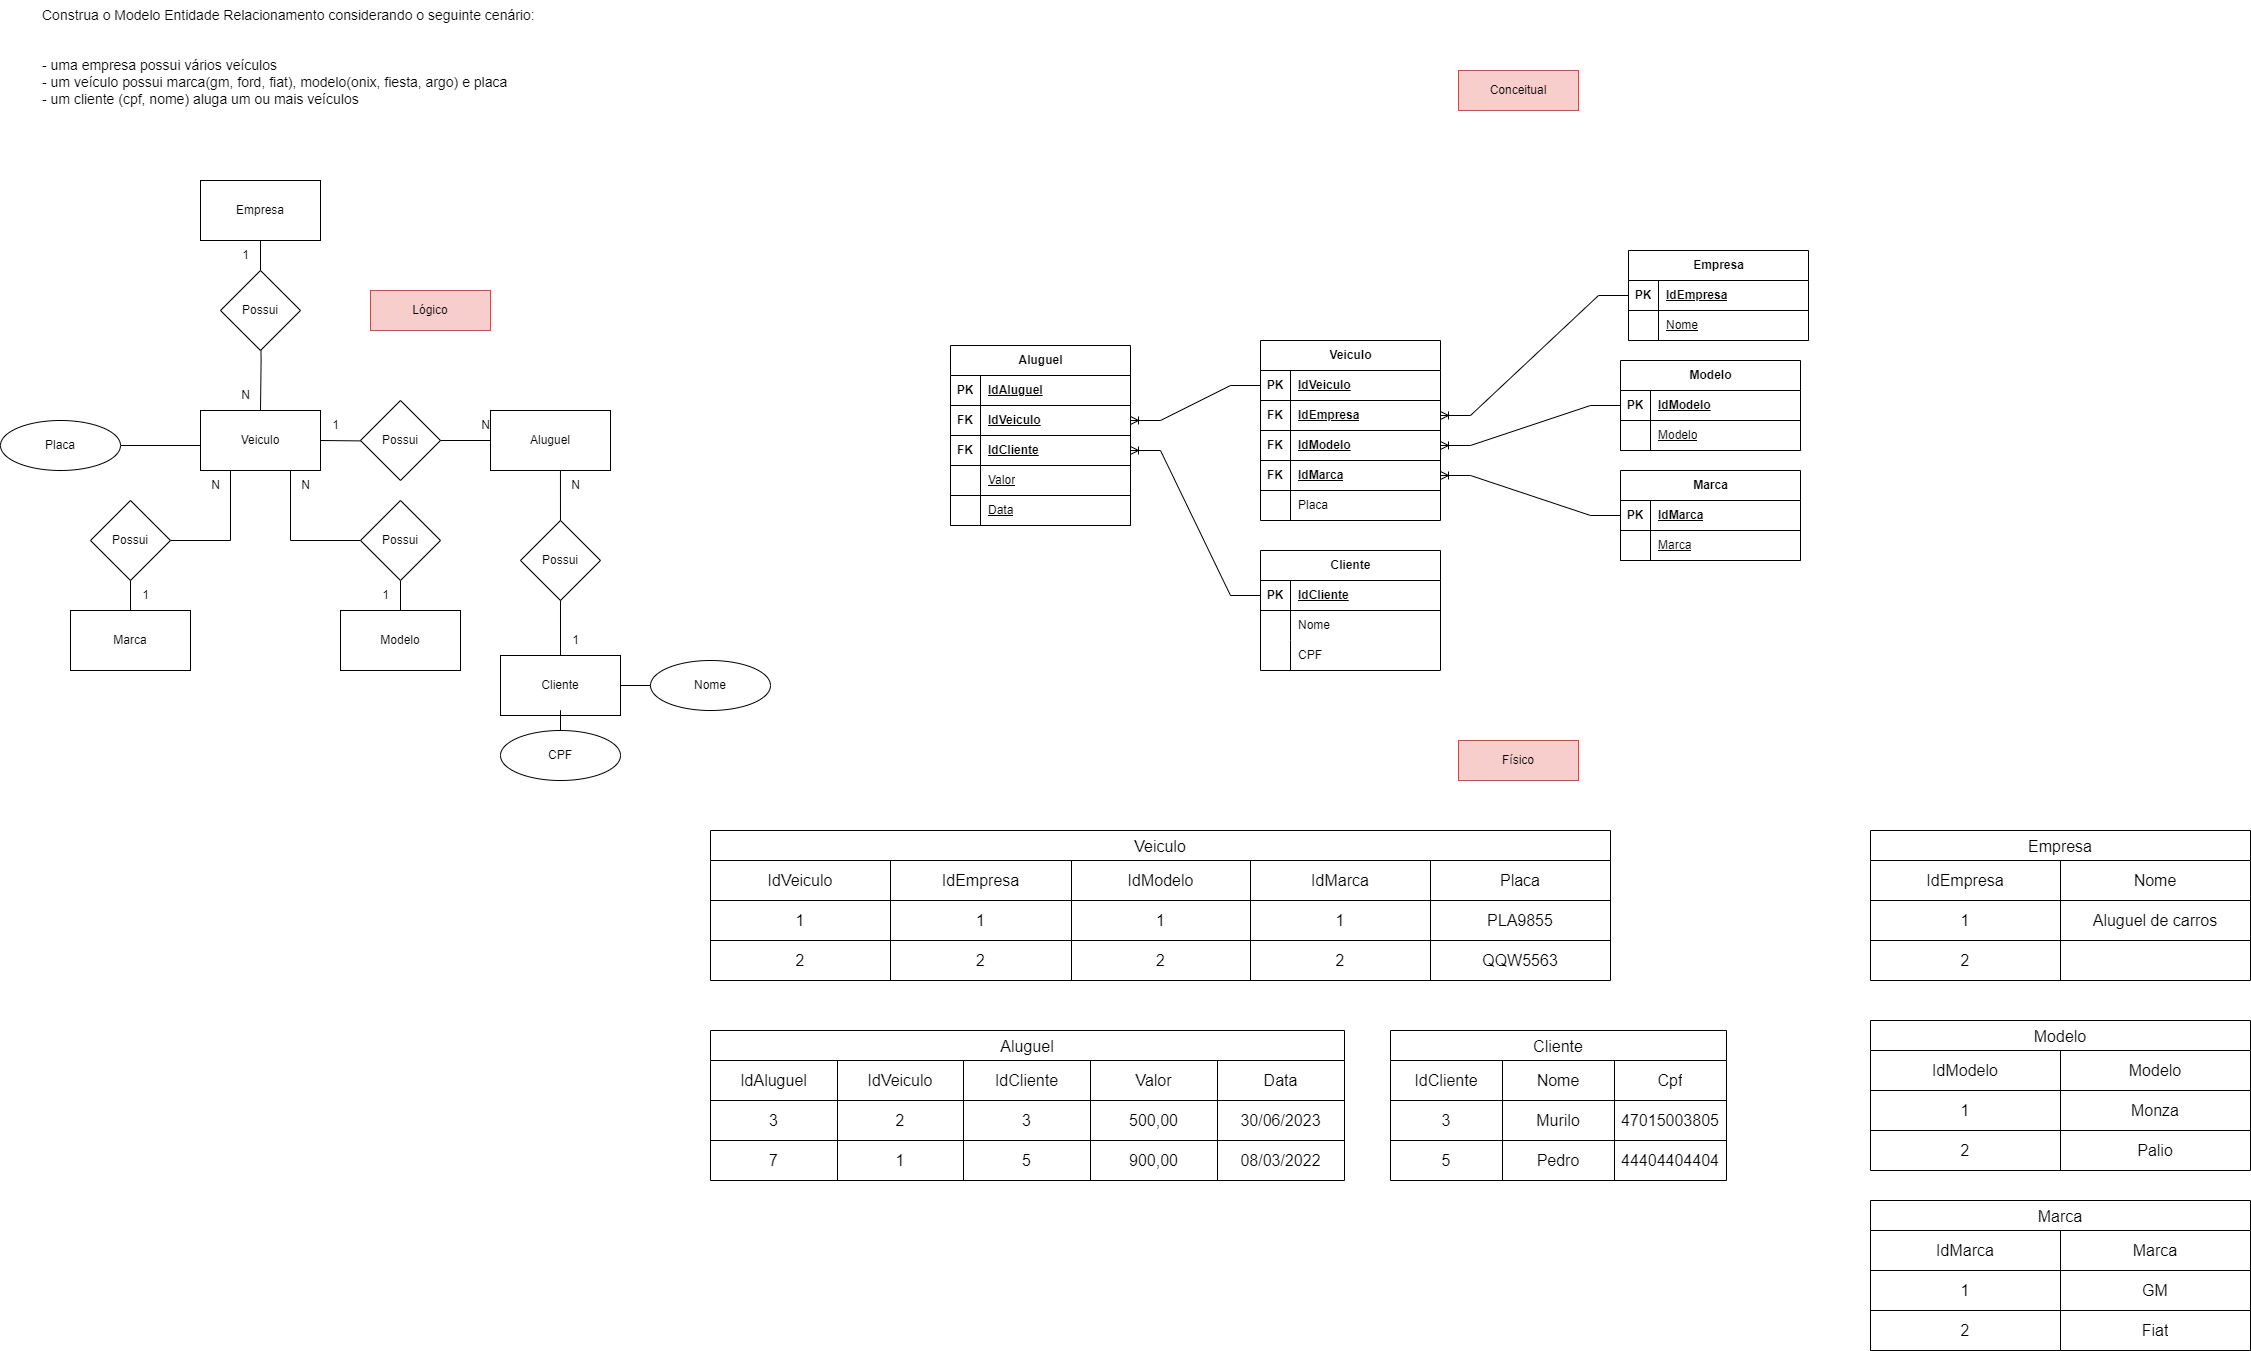 Construa o Modelo Entidade Relacionamento considerando o seguinte cenário:
- uma empresa possui vários veículos
- um veículo possui marca(gm, ford, fiat), modelo(onix, fiesta, argo) e placa
- um cliente (cpf, nome) aluga um ou mais veículos
Empresa
1
Possui
Lógico
N
Placa
Veiculo
1
Possui
N
Aluguel
N
N
N
Possui
Possui
Possui
1
1
1
Marca
Modelo
Cliente
Nome
CPF
Conceitual
Aluguel
PK IdAluguel
FK IdVeiculo
FK IdCliente
Valor
Data
Veiculo
PK IdVeiculo
FK IdEmpresa
FK IdModelo
FK IdMarca
Placa
Cliente
PK IdCliente
Nome
CPF
Empresa
PK IdEmpresa
Nome
Modelo
PK IdModelo
Modelo
Marca
PK IdMarca
Marca
Físico
Veiculo
IdVeiculo IdEmpresa IdModelo IdMarca Placa
1 1 1 1 PLA9855
2 2 2 2 QQW5563
Empresa
IdEmpresa Nome
1 Aluguel de carros
2
Aluguel
IdAluguel IdVeiculo IdCliente Valor Data
3 2 3 500,00 30/06/2023
7 1 5 900,00 08/03/2022
Cliente
IdCliente Nome Cpf
3 Murilo 47015003805
5 Pedro 44404404404
Modelo
IdModelo Modelo
1 Monza
2 Palio
Marca
IdMarca Marca
1 GM
2 Fiat